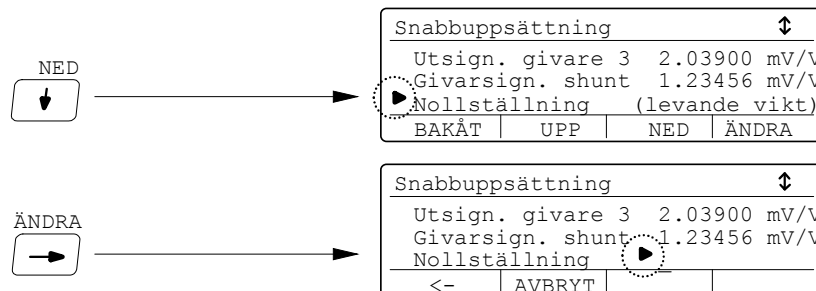 NED
Snabbuppsättning
Utsign. givare 3 2.03900 mV/V
Givarsign. shunt 1.23456 mV/V
Nollställning (levande vikt)
BAKÅT UPP NED ÄNDRA
ÄNDRA
Snabbuppsättning
Utsign. givare 3 2.03900 mV/V
Givarsign. shunt 1.23456 mV/V
Nollställning _
<- AVBRYT